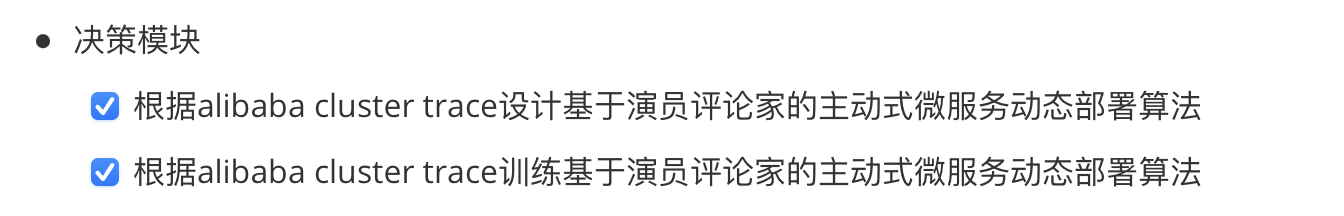 决策模块
根据alibaba cluster trace设计基于演员评论家的主动式微服务动态部署算法
根据alibaba cluster trace训练基于演员评论家的主动式微服务动态部署算法